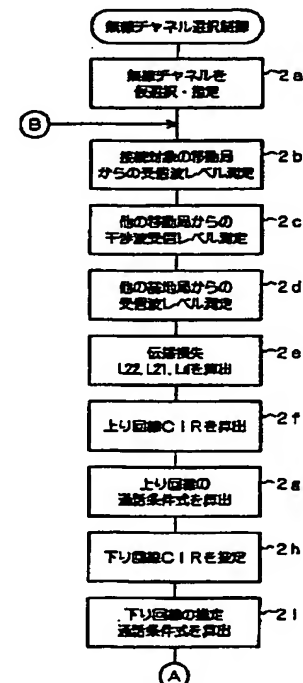 無線チャネル選択制御
無線チャネルを
仮選択・指定
2a
B
接続対象の移動局
からの受信波レベル測定
2b
他の移動局からの
干渉波受信レベル測定
2c
他の基地局からの
受信波レベル測定
2d
伝搬損失
L22, L21, Ldを算出
2e
上り回線CIRを算出
2f
上り回線の
通話条件式を算出
2g
下り回線CIRを推定
2h
下り回線の推定
通話条件式を算出
2i
A